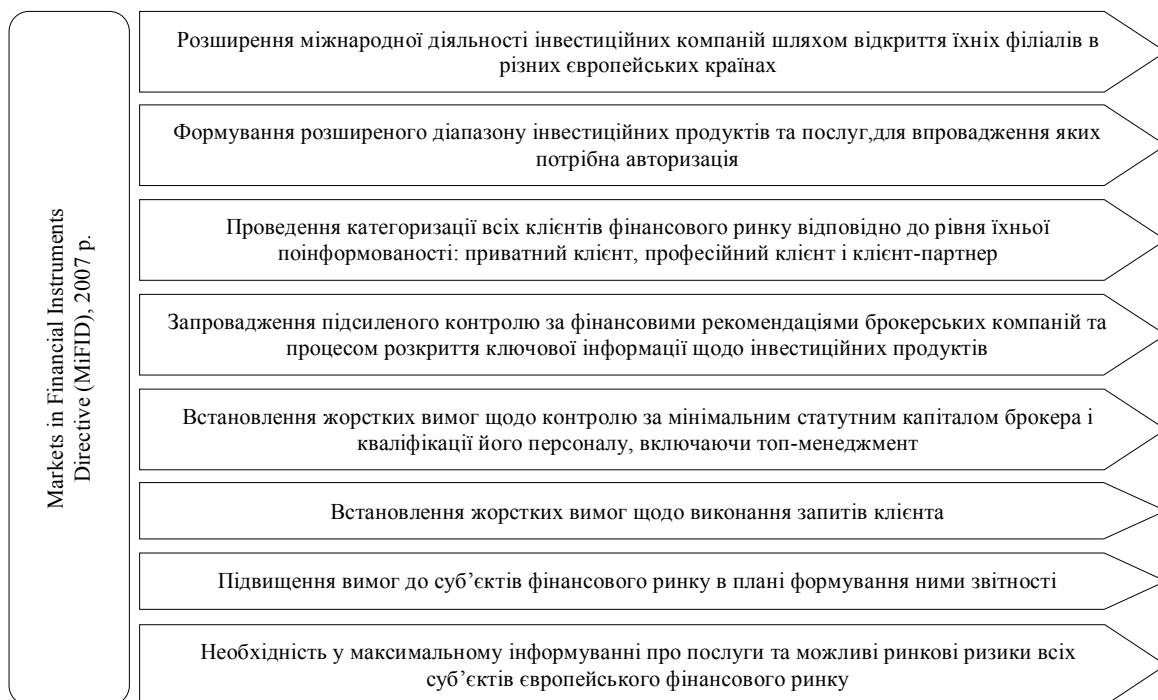 Markets in Financial Instruments
Directive (MiFID), 2007 р.
Розширення міжнародної діяльності інвестиційних компаній шляхом відкриття їхніх філіалів в
різних європейських країнах
Формування розширеного діапазону інвестиційних продуктів та послуг,для впровадження яких
потрібна авторизація
Проведення категоризації всіх клієнтів фінансового ринку відповідно до рівня їхньої
поінформованості: приватний клієнт, професійний клієнт і клієнт-партнер
Запровадження підсиленого контролю за фінансовими рекомендаціями брокерських компаній та
процесом розкриття ключової інформації щодо інвестиційних продуктів
Встановлення жорстких вимог щодо контролю за мінімальним статутним капіталом брокера і
кваліфікації його персоналу, включаючи топ-менеджмент
Встановлення жорстких вимог щодо виконання запитів клієнта
Підвищення вимог до суб’єктів фінансового ринку в плані формування ними звітності
Необхідність у максимальному інформуванні про послуги та можливі ринкові ризики всіх
суб’єктів європейського фінансового ринку